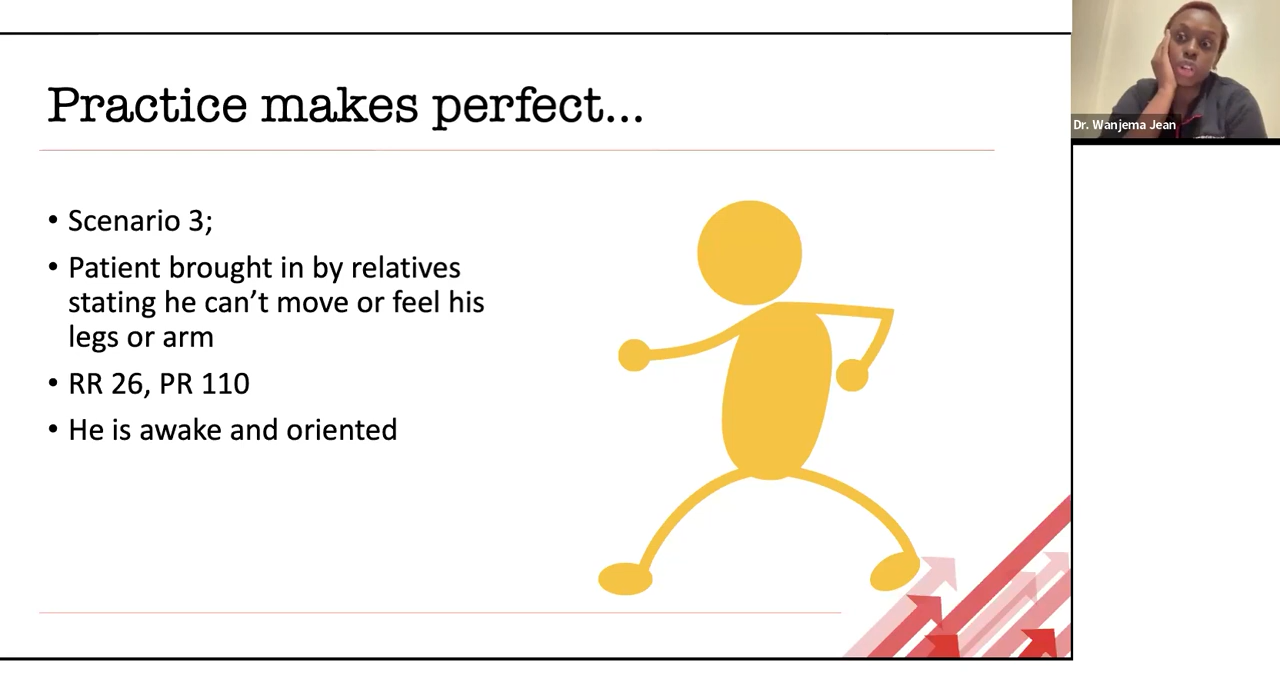 Practice makes perfect...
• Scenario 3;
• Patient brought in by relatives
stating he can’t move or feel his
legs or arm
• RR 26, PR 110
• He is awake and oriented
Dr. Wanjema Jean